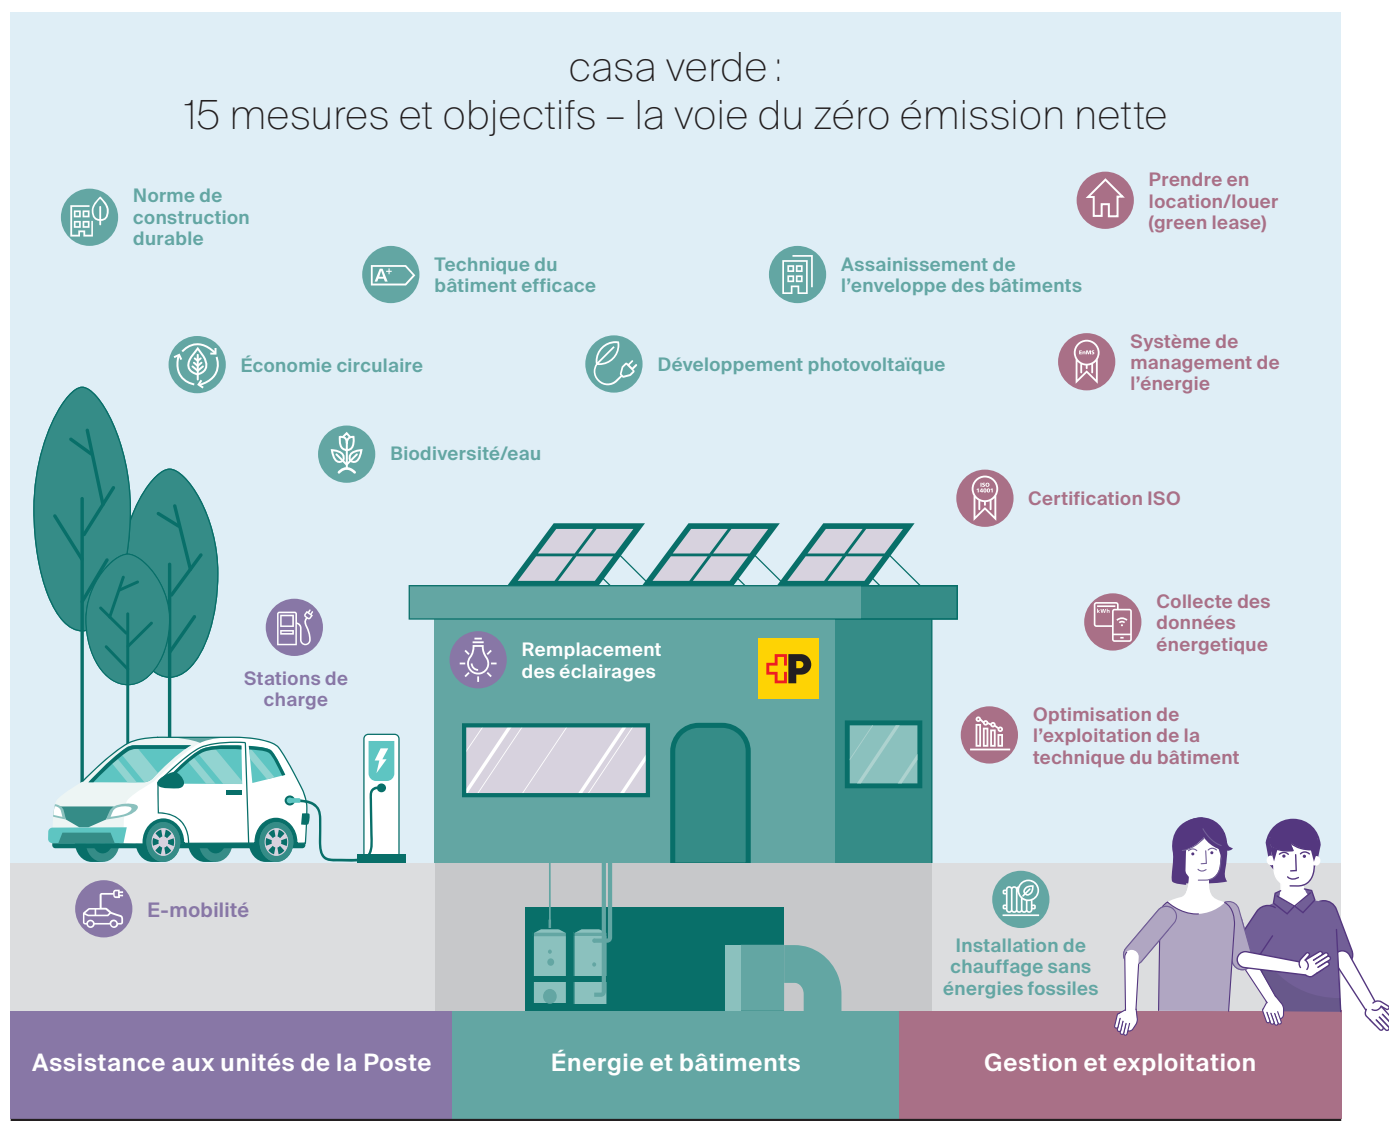 casa verde :
15 mesures et objectifs – la voie du zéro émission nette
Norme de
construction
durable
Prendre en
location/louer
(green lease)
A+
Technique du
bâtiment efficace
Assainissement de
l'enveloppe des bâtiments
Économie circulaire
Développement photovoltaïque
EnMS
Système de
management de
l'énergie
Biodiversité/eau
ISO
14001
Certification ISO
Stations de
charge
Remplacement
des éclairages
P
kWh
Collecte des
données
énergetique
Optimisation de
l'exploitation de la
technique du bâtiment
E-mobilité
Installation de
chauffage sans
énergies fossiles
Assistance aux unités de la Poste
Énergie et bâtiments
Gestion et exploitation